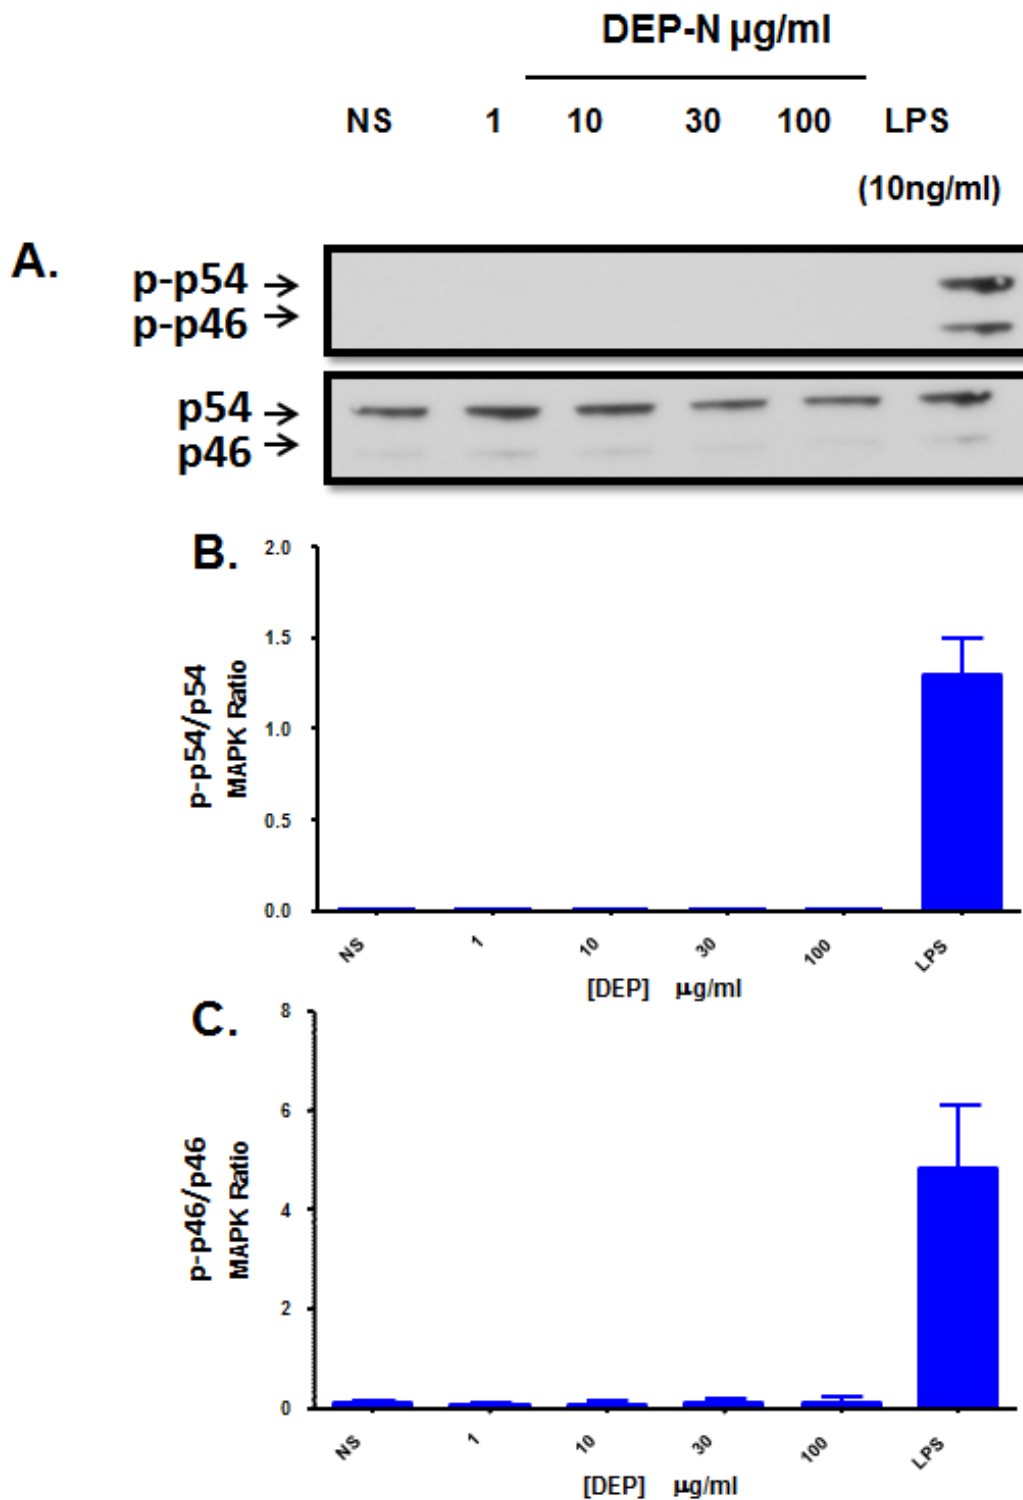 DEP-N µg/ml
NS 1 10 30 100 LPS
(10ng/ml)
A.
p-p54
p-p46
p54
p46
B.
2.0
1.5
1.0
0.5
0.0
p-p54/p54
MAPK Ratio
NS 1 10 30 100 LPS
[DEP] µg/ml
C.
8
6
4
2
0
p-p46/p46
MAPK Ratio
NS 1 10 30 100 LPS
[DEP] µg/ml